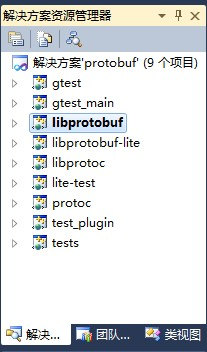 解决方案资源管理器
解决方案'protobuf' (9 个项目)
gtest
gtest_main
libprotobuf
libprotobuf-lite
libprotoc
lite-test
protoc
test_plugin
tests
解决... 团队... 类视图